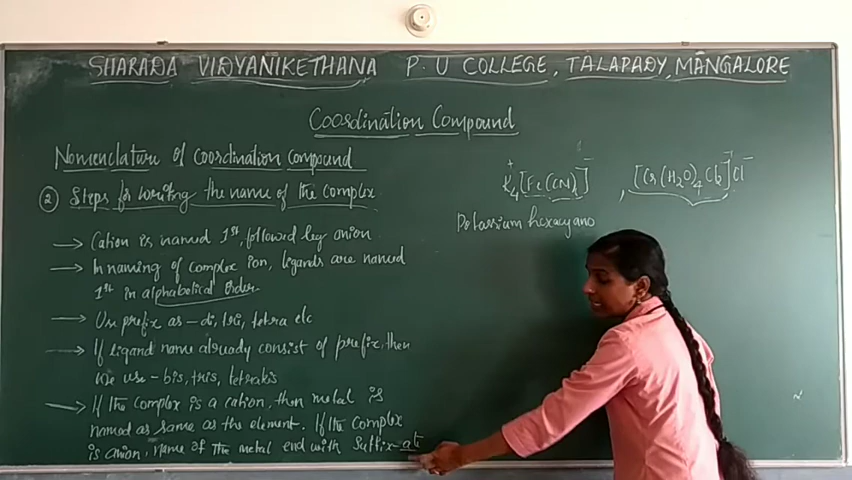 SHARADA VIDYANIKETHANA P.U COLLEGE, TALAPADY, MANGALORE
Coordination Compound
Nomenclature of coordination compound
② Steps for writing the name of the complex
→ Cation is named 1st, followed by anion
→ In naming of complex ion, ligands are named
1st in alphabetical order
→ Use prefix as - di, tri, tetra etc
→ If ligand name already consist of prefix, then
we use - bis, tris, tetrakis
→ If the complex is a cation, then metal is
named as same as the element. If the complex
is anion, name of the metal end with suffix - ate
K₄⁺[Fe(CN)₆]⁻, [Cr(H₂O)₄Cl₂]⁺Cl⁻
Potassium hexacyano